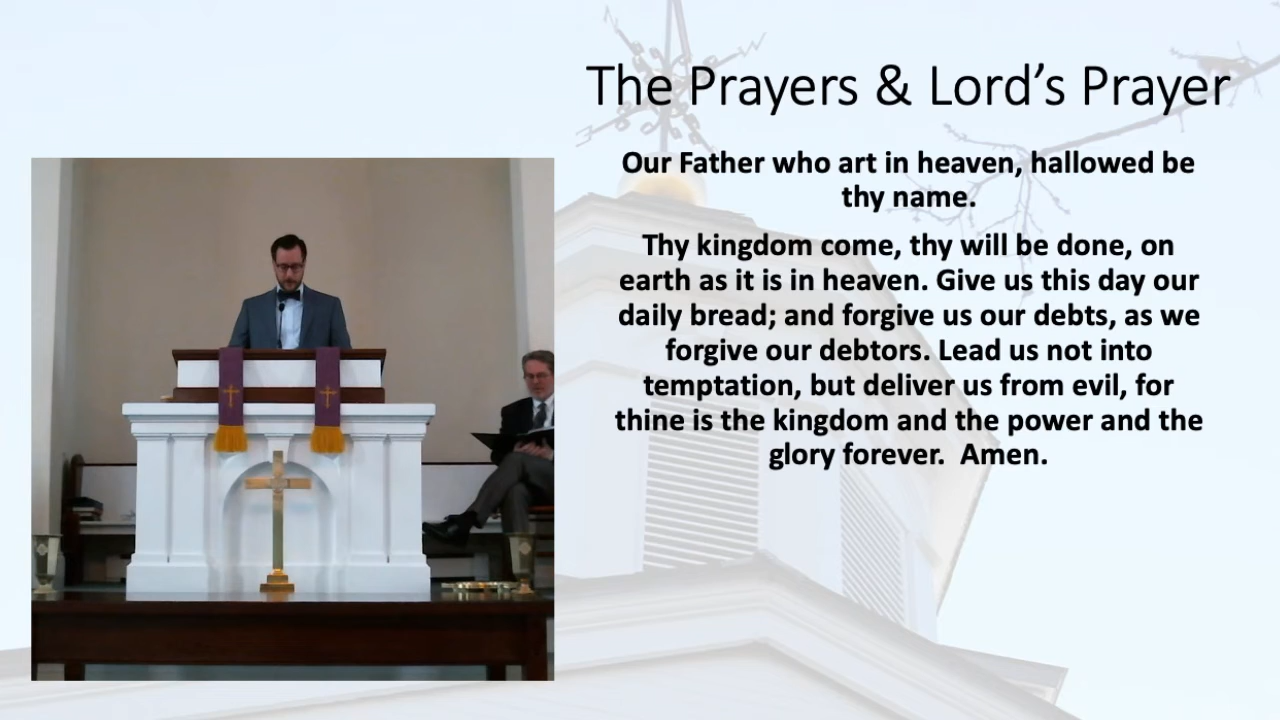 The Prayers & Lord’s Prayer
Our Father who art in heaven, hallowed be
thy name.
Thy kingdom come, thy will be done, on
earth as it is in heaven. Give us this day our
daily bread; and forgive us our debts, as we
forgive our debtors. Lead us not into
temptation, but deliver us from evil, for
thine is the kingdom and the power and the
glory forever.  Amen.